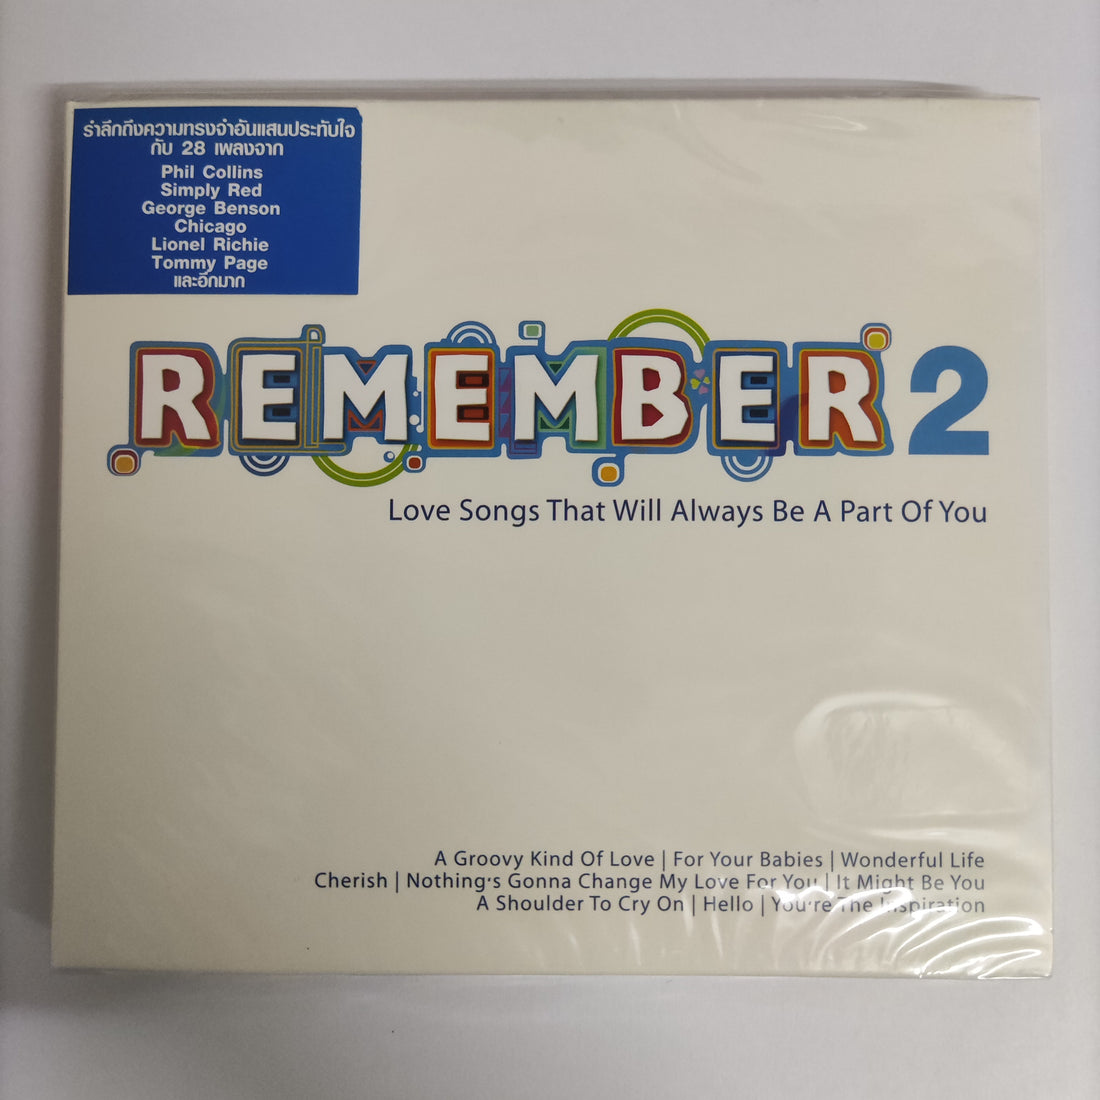 รำลึกถึงความทรงจำอันแสนประทับใจ
กับ 28 เพลงจาก
Phil Collins
Simply Red
George Benson
Chicago
Lionel Richie
Tommy Page
และอีกมาก
REMEMBER 2
Love Songs That Will Always Be A Part Of You
A Groovy Kind Of Love | For Your Babies | Wonderful Life
Cherish | Nothing's Gonna Change My Love For You | It Might Be You
A Shoulder To Cry On | Hello | You're The Inspiration